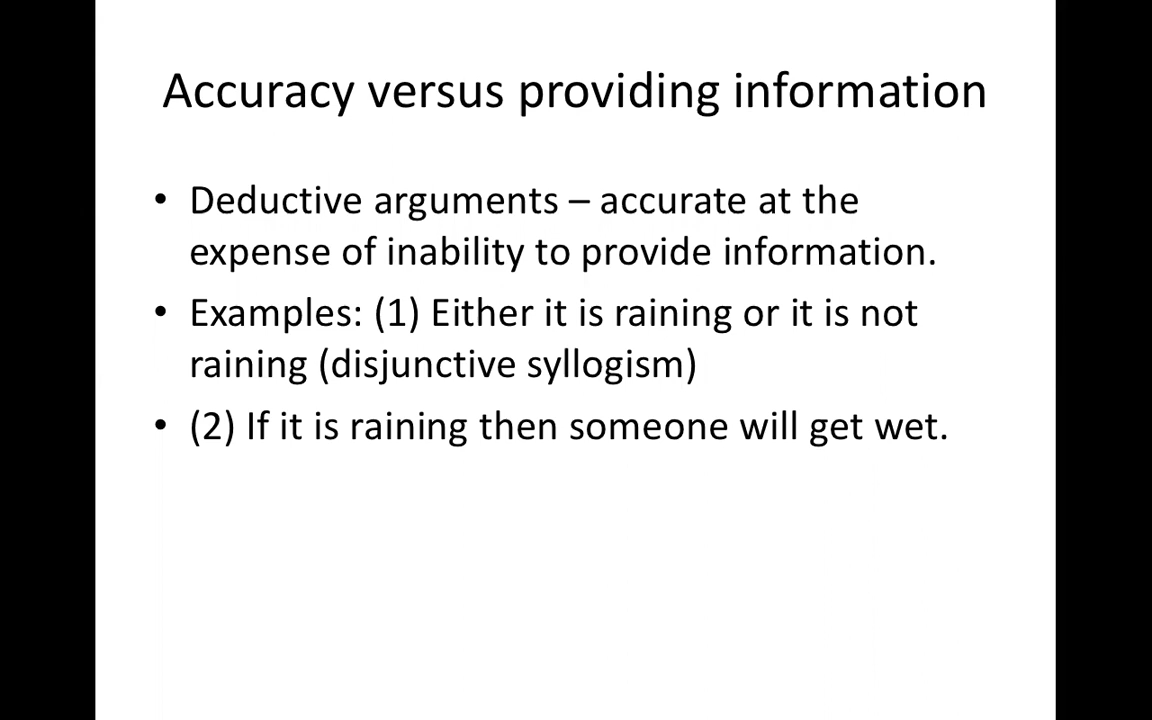 Accuracy versus providing information
• Deductive arguments – accurate at the
expense of inability to provide information.
• Examples: (1) Either it is raining or it is not
raining (disjunctive syllogism)
• (2) If it is raining then someone will get wet.